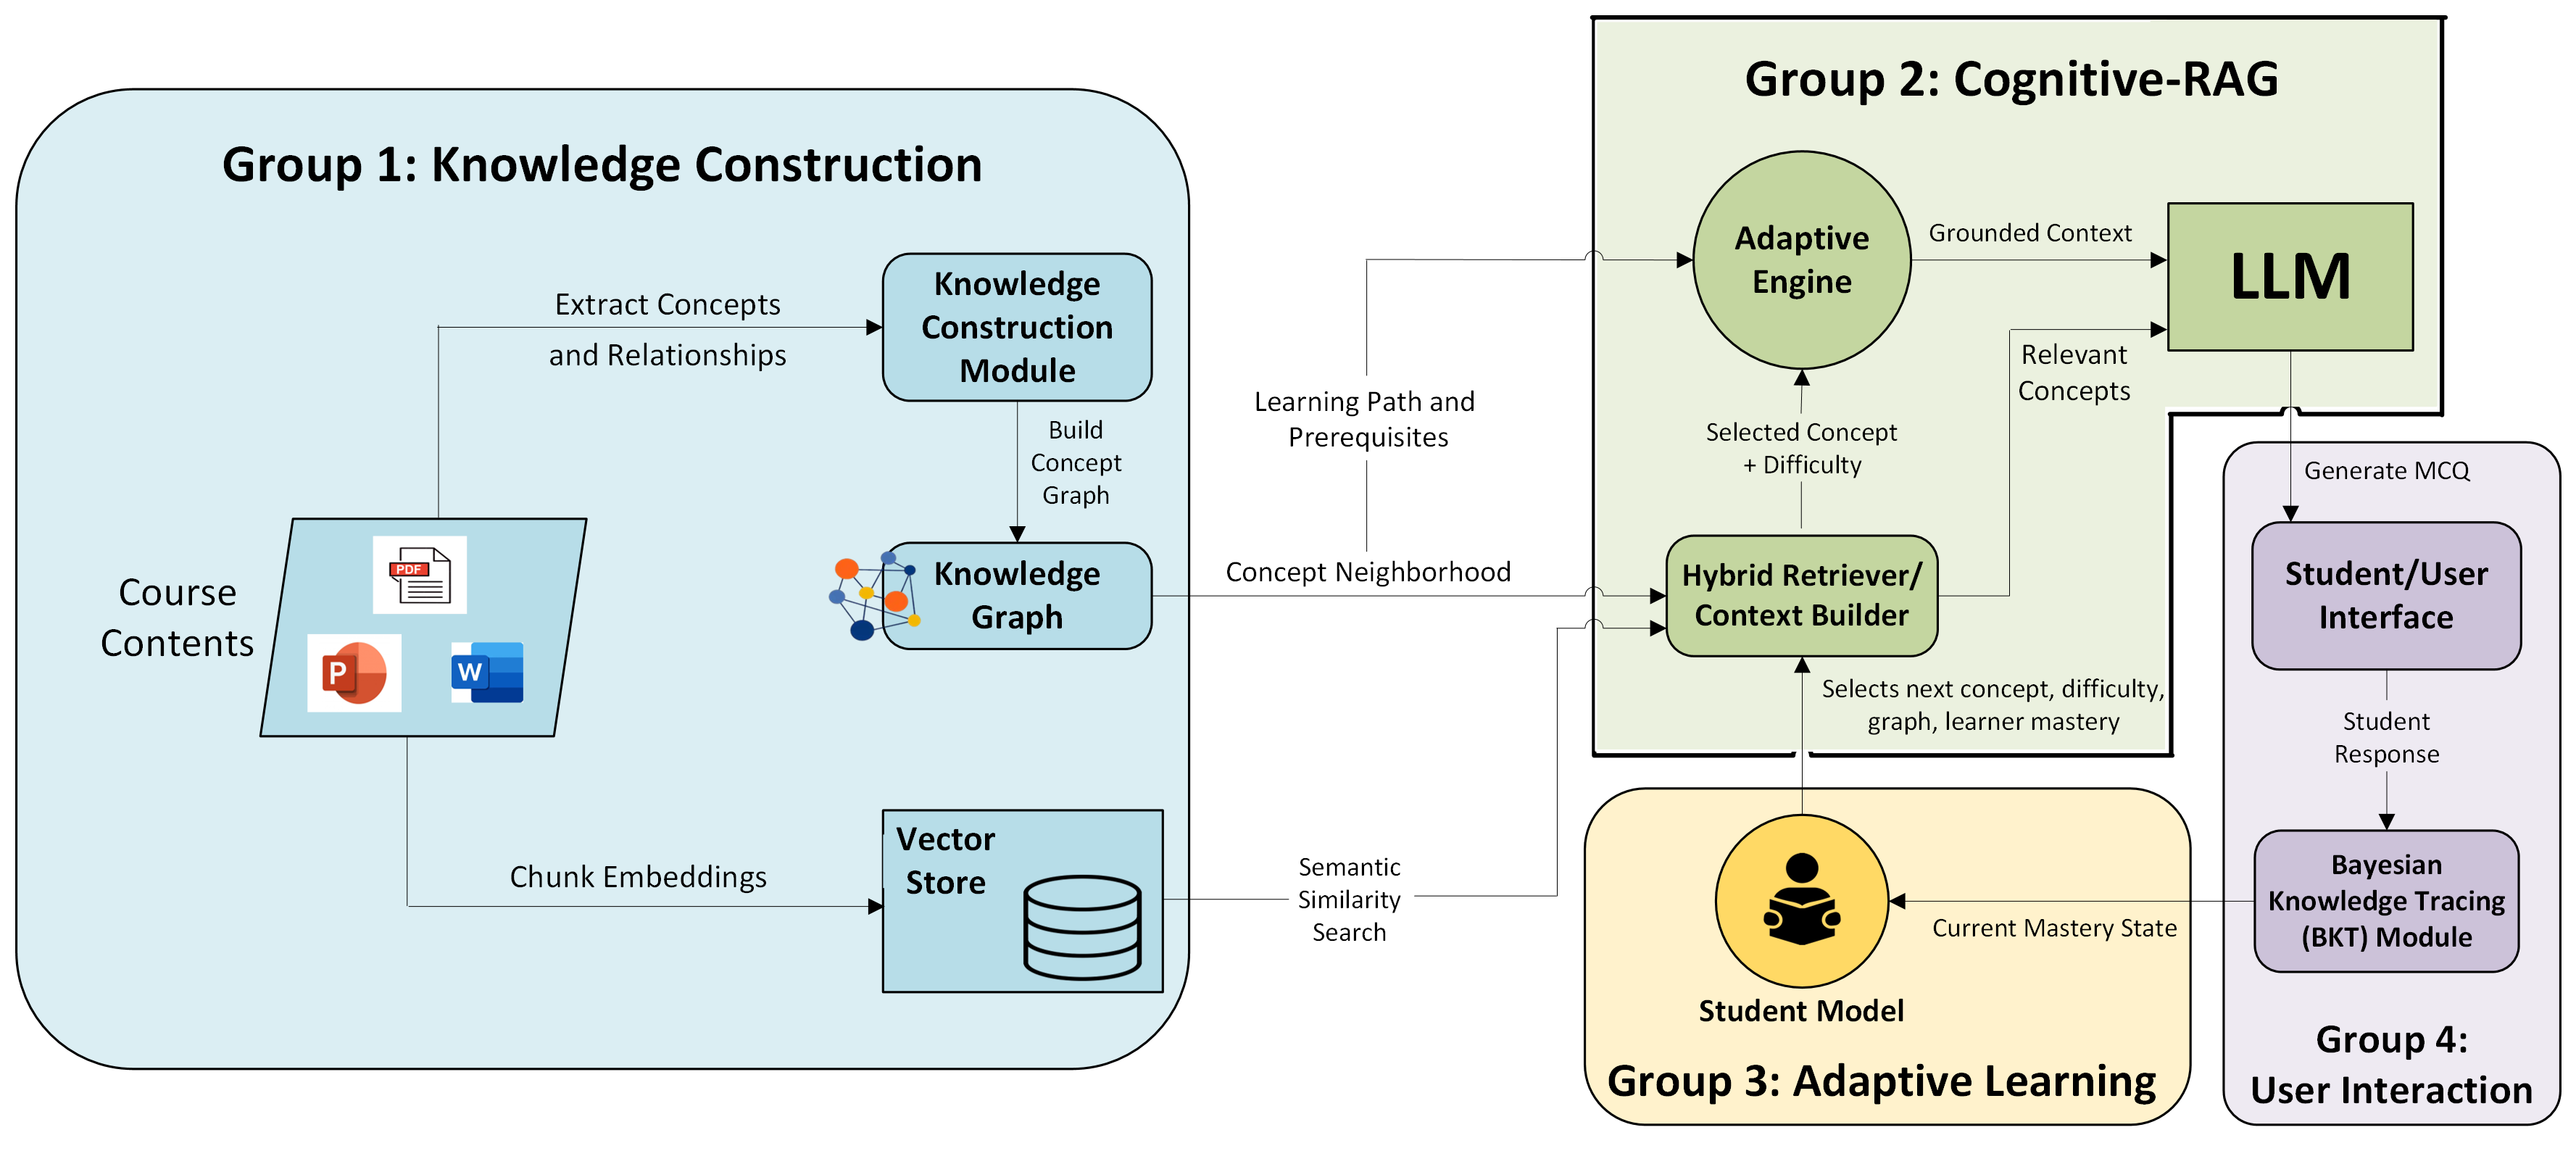 Group 1: Knowledge Construction
Extract Concepts
and Relationships
Knowledge
Construction
Module
Build
Concept
Graph
Course
Contents
PDF
P
W
Knowledge
Graph
Chunk Embeddings
Vector
Store
Learning Path and
Prerequisites
Concept Neighborhood
Semantic
Similarity
Search
Group 2: Cognitive-RAG
Adaptive
Engine
Grounded Context
LLM
Relevant
Concepts
Selected Concept
+ Difficulty
Hybrid Retriever/
Context Builder
Selects next concept, difficulty,
graph, learner mastery
Student Model
Group 3: Adaptive Learning
Generate MCQ
Student/User
Interface
Student
Response
Bayesian
Knowledge Tracing
(BKT) Module
Current Mastery State
Group 4:
User Interaction